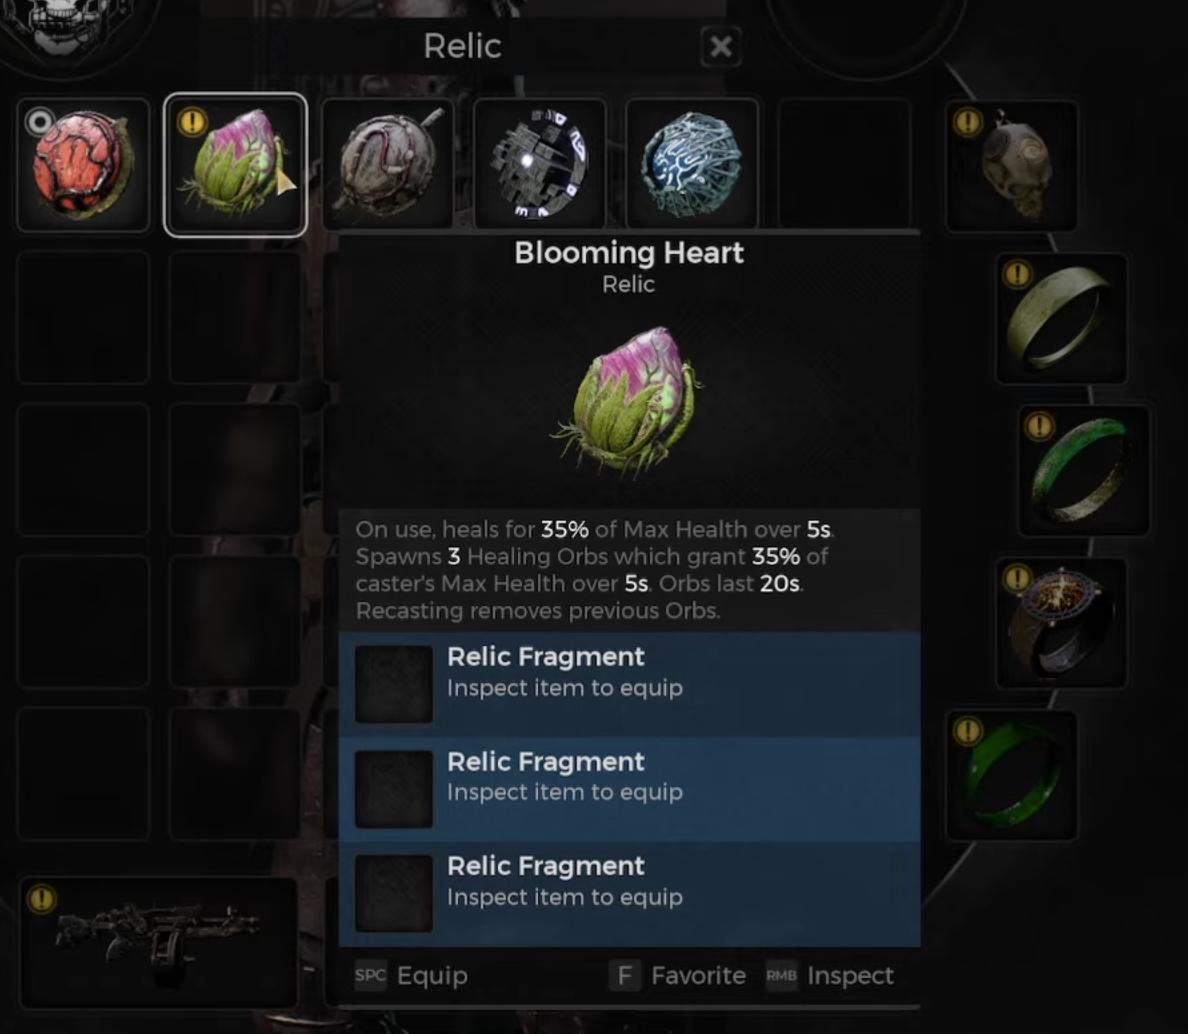 Relic
Blooming Heart
Relic
On use, heals for 35% of Max Health over 5s.
Spawns 3 Healing Orbs which grant 35% of
caster's Max Health over 5s. Orbs last 20s.
Recasting removes previous Orbs.
Relic Fragment
Inspect item to equip
Relic Fragment
Inspect item to equip
Relic Fragment
Inspect item to equip
SPC Equip F Favorite RMB Inspect